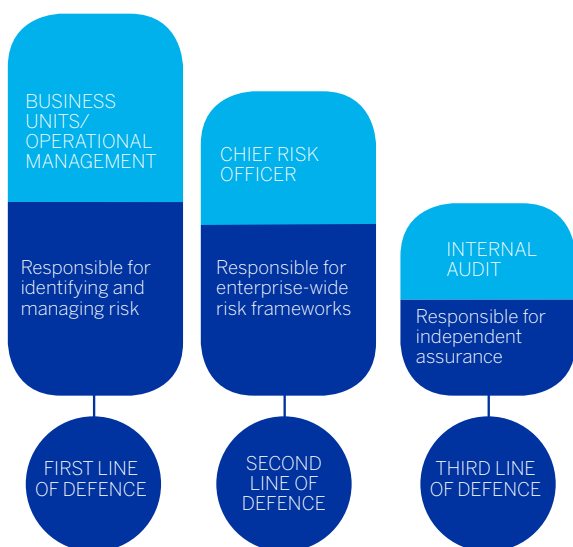 BUSINESS
UNITS/
OPERATIONAL
MANAGEMENT
Responsible for
identifying and
managing risk
FIRST LINE
OF DEFENCE
CHIEF RISK
OFFICER
Responsible for
enterprise-wide
risk frameworks
SECOND
LINE OF
DEFENCE
INTERNAL
AUDIT
Responsible for
independent
assurance
THIRD LINE
OF DEFENCE